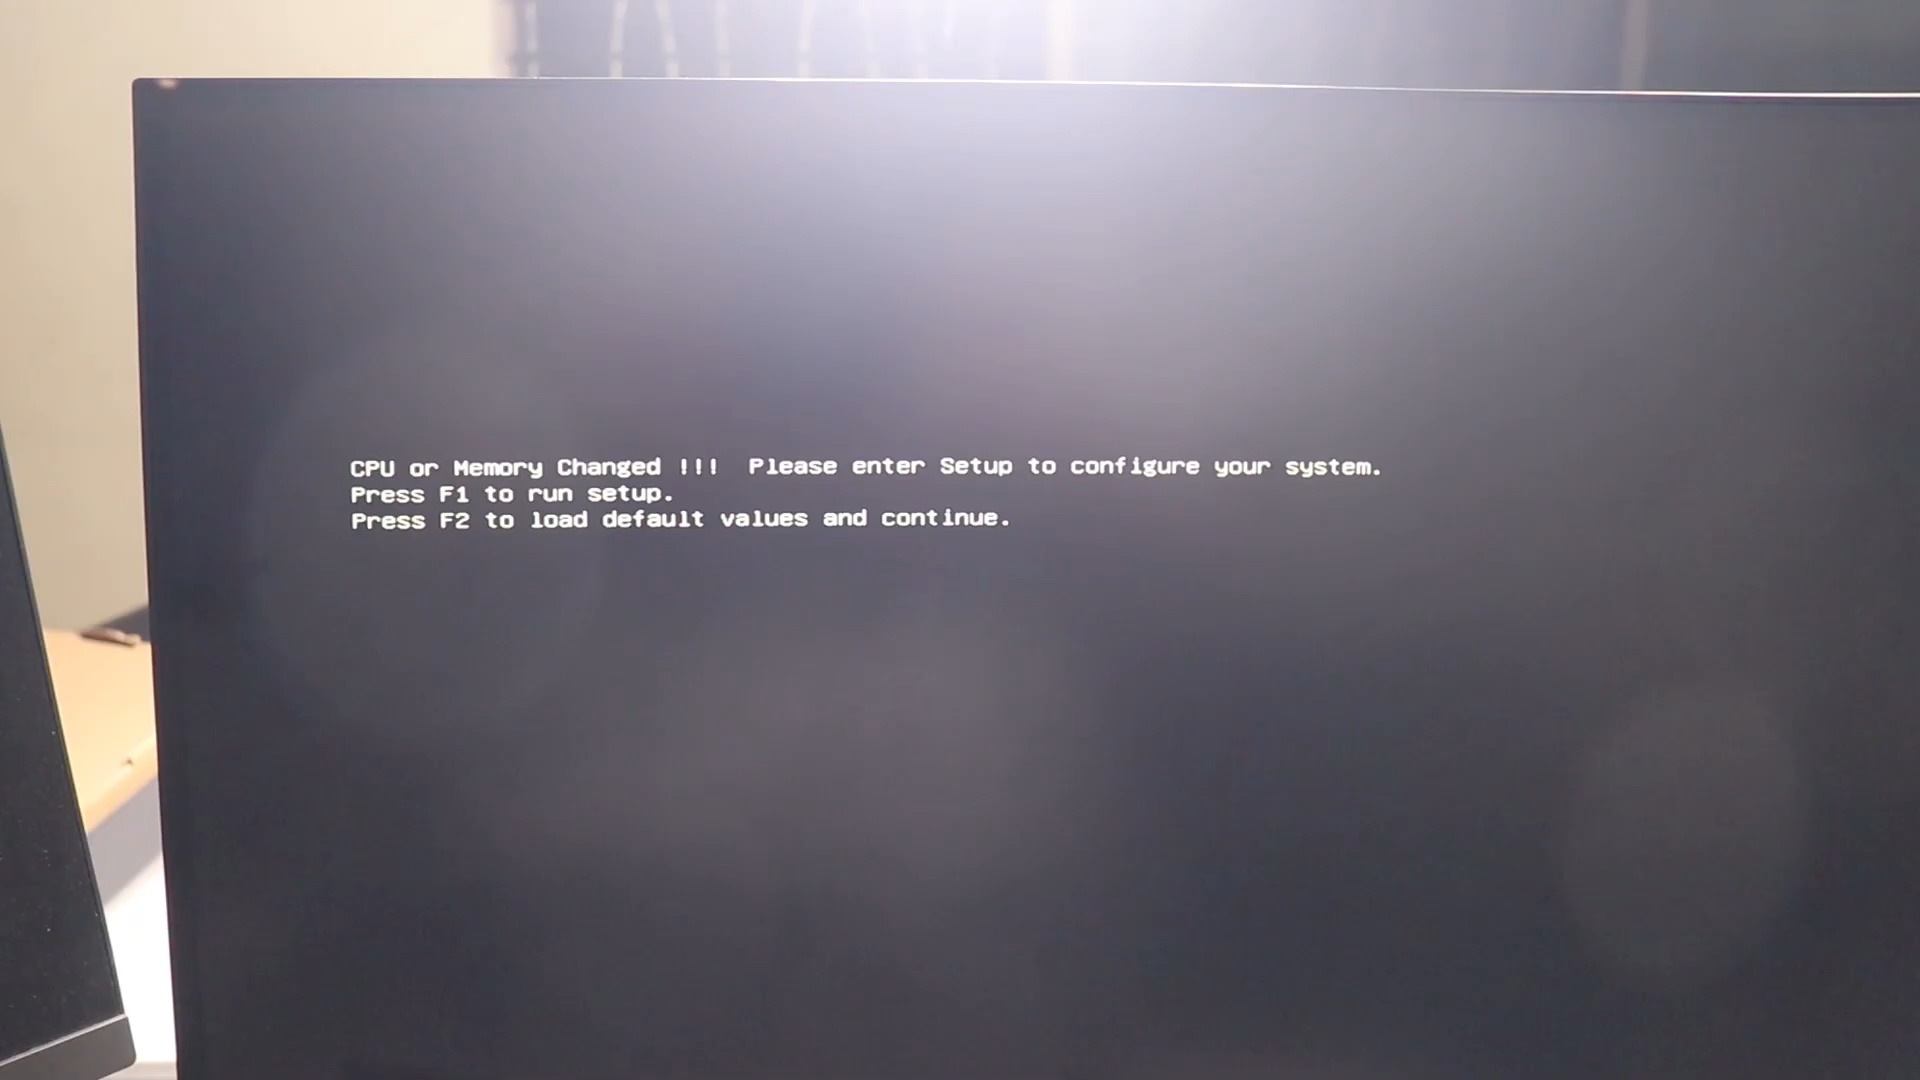 CPU or Memory Changed !!!  Please enter Setup to configure your system.
Press F1 to run setup.
Press F2 to load default values and continue.